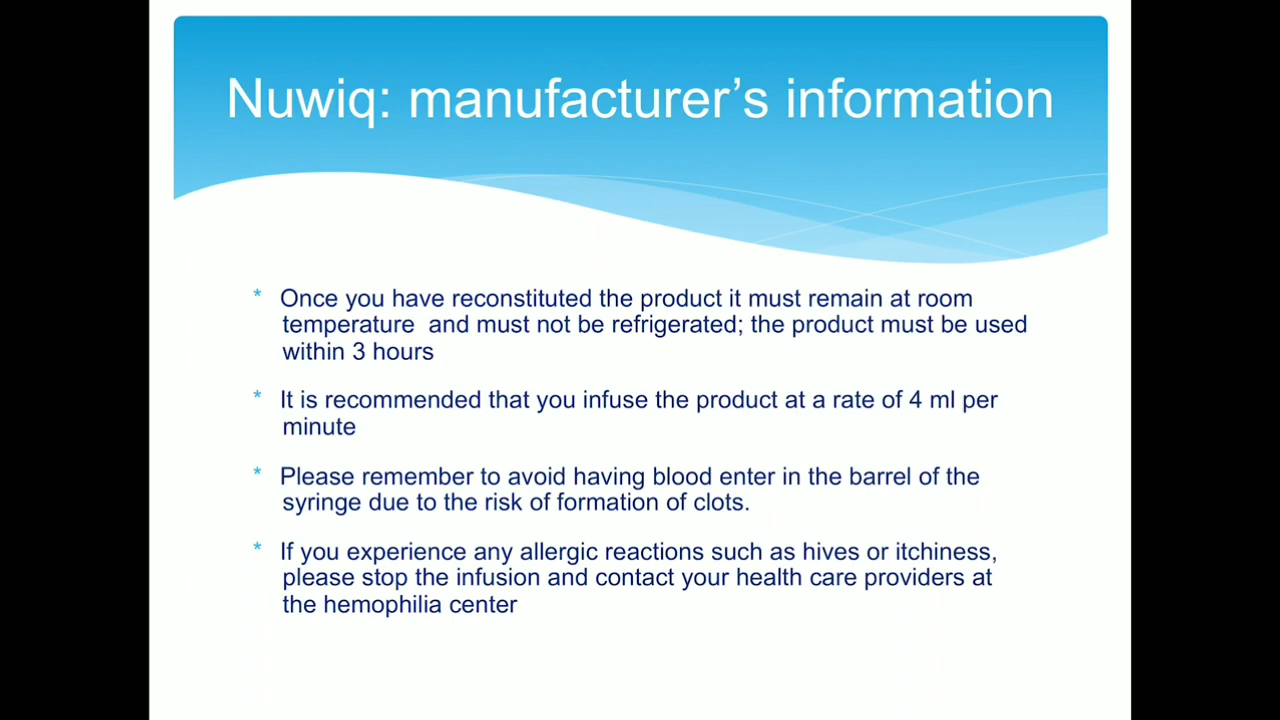 Nuwiq: manufacturer’s information
* Once you have reconstituted the product it must remain at room
temperature  and must not be refrigerated; the product must be used
within 3 hours
* It is recommended that you infuse the product at a rate of 4 ml per
minute
* Please remember to avoid having blood enter in the barrel of the
syringe due to the risk of formation of clots.
* If you experience any allergic reactions such as hives or itchiness,
please stop the infusion and contact your health care providers at
the hemophilia center